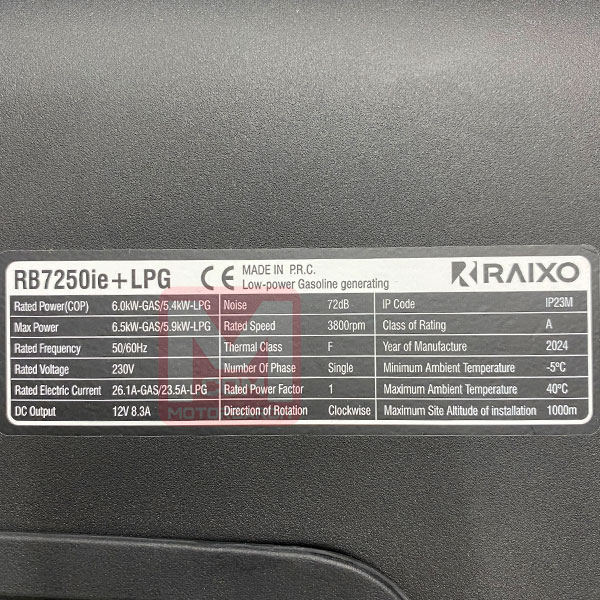 RB7250ie+LPG CE MADE IN P.R.C. RAIXO
Low-power Gasoline generating
Rated Power(COP) 6.0kW-GAS/5.4kW-LPG Noise 72dB IP Code IP23M
Max Power 6.5kW-GAS/5.9kW-LPG Rated Speed 3800rpm Class of Rating A
Rated Frequency 50/60Hz Thermal Class F Year of Manufacture 2024
Rated Voltage 230V Number Of Phase Single Minimum Ambient Temperature -5°C
Rated Electric Current 26.1A-GAS/23.5A-LPG Rated Power Factor 1 Maximum Ambient Temperature 40°C
DC Output 12V 8.3A Direction of Rotation Clockwise Maximum Site Altitude of installation 1000m